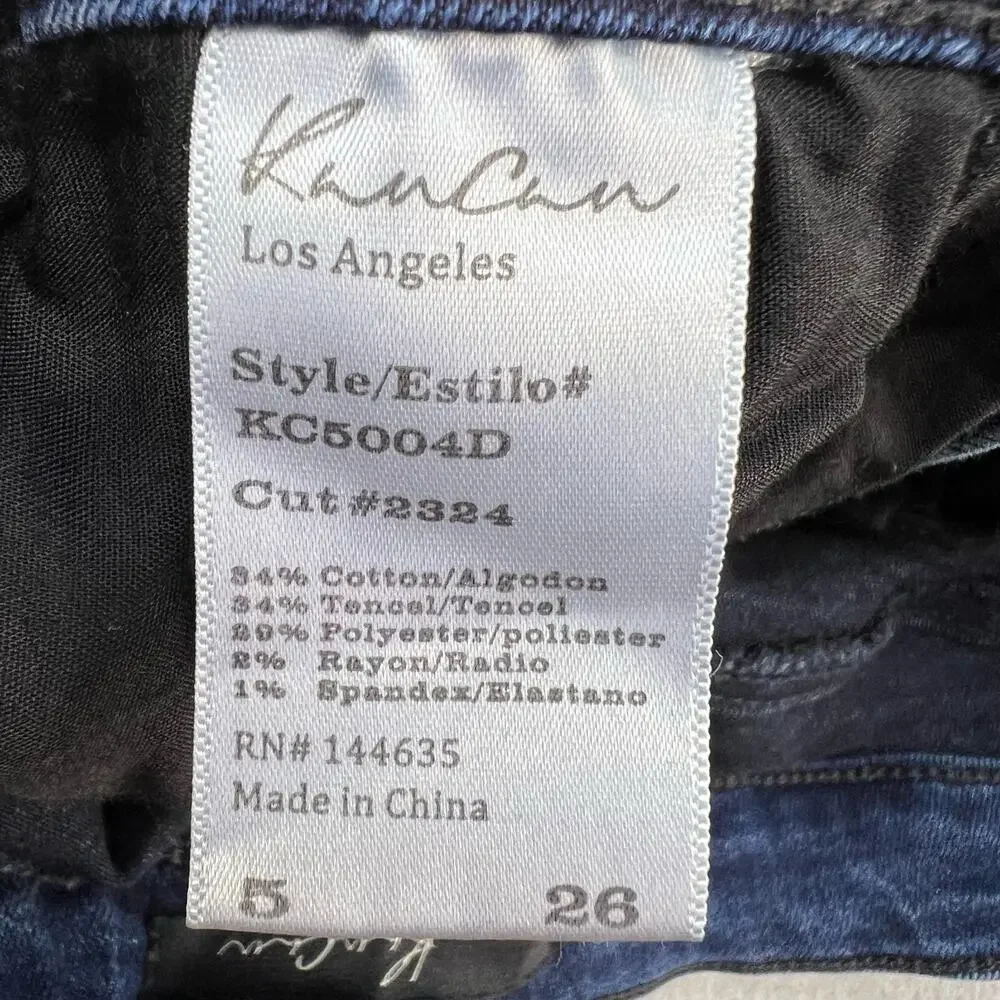 KanCan
Los Angeles
Style/Estilo#
KC5004D
Cut #2324
34% Cotton/Algodon
34% Tencel/Tencel
29% Polyester/poliester
2% Rayon/Radio
1% Spandex/Elastano
RN# 144635
Made in China
5 26
KanCan